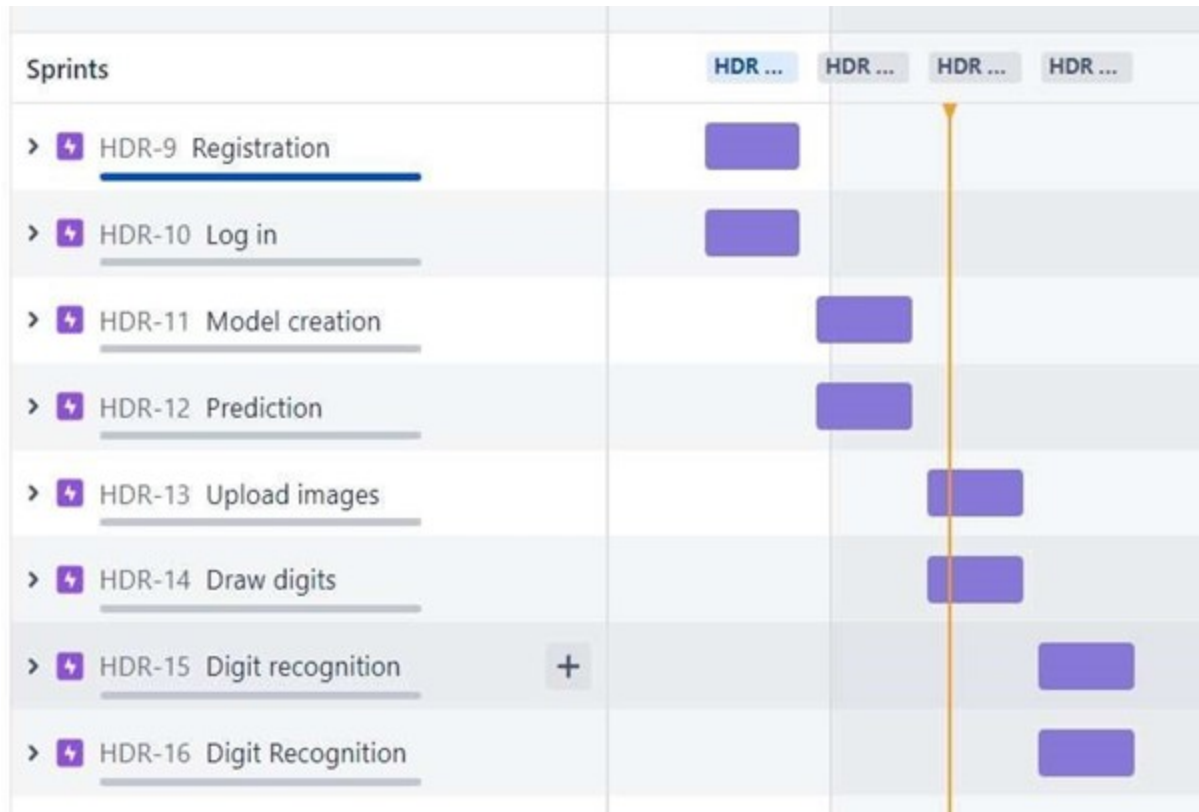 Sprints HDR ... HDR ... HDR ... HDR ...
HDR-9 Registration
HDR-10 Log in
HDR-11 Model creation
HDR-12 Prediction
HDR-13 Upload images
HDR-14 Draw digits
HDR-15 Digit recognition +
HDR-16 Digit Recognition